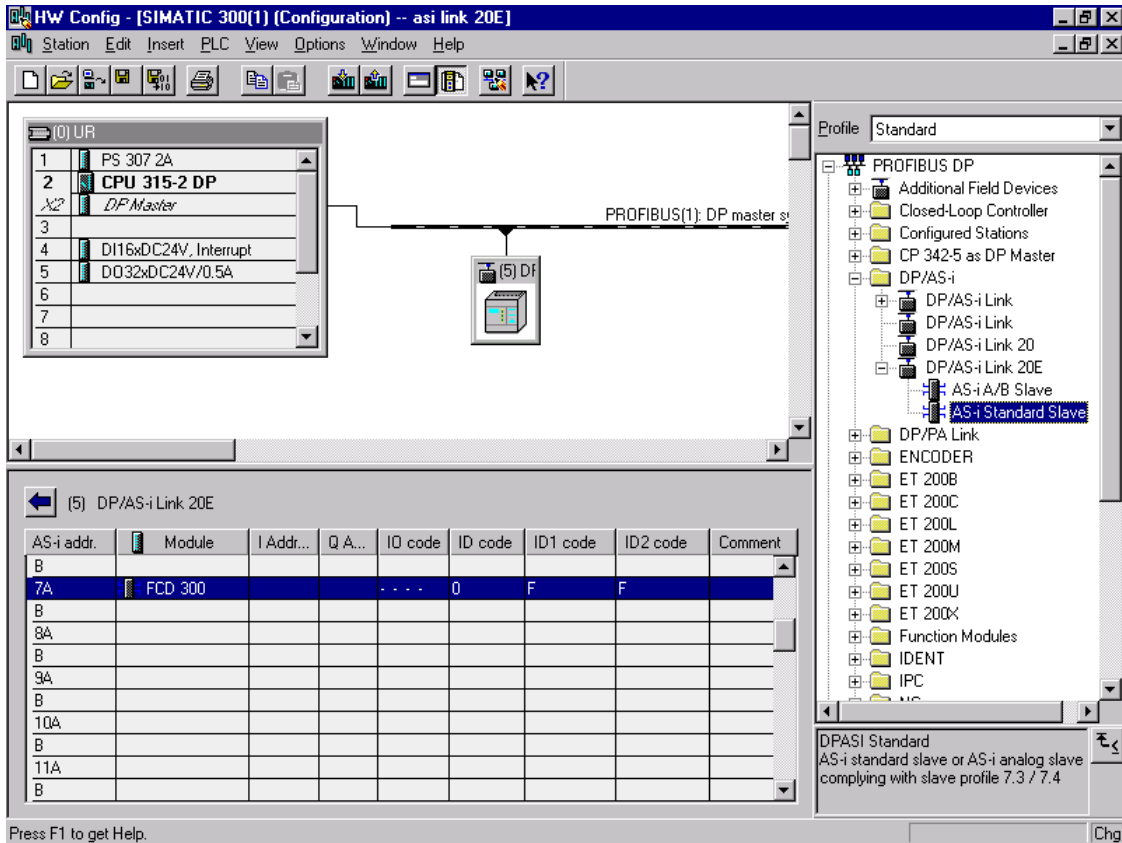 HW Config - [SIMATIC 300(1) (Configuration) -- asi link 20E]
Station Edit Insert PLC View Options Window Help
(0) UR
1 PS 307 2A
2 CPU 315-2 DP
X2 DP Master
3
4 DI16xDC24V, Interrupt
5 DO32xDC24V/0.5A
6
7
8
PROFIBUS(1): DP master sy
(5) DP
Profile Standard
PROFIBUS DP
Additional Field Devices
Closed-Loop Controller
Configured Stations
CP 342-5 as DP Master
DP/AS-i
DP/AS-i Link
DP/AS-i Link
DP/AS-i Link 20
DP/AS-i Link 20E
AS-i A/B Slave
AS-i Standard Slave
DP/PA Link
ENCODER
ET 200B
ET 200C
ET 200L
ET 200M
ET 200S
ET 200U
ET 200X
Function Modules
IDENT
IPC
(5) DP/AS-i Link 20E
AS-i addr. Module I Addr... Q A... IO code ID code ID1 code ID2 code Comment
B
7A FCD 300 - - - - 0 F F
B
8A
B
9A
B
10A
B
11A
B
DPASI Standard
AS-i standard slave or AS-i analog slave
complying with slave profile 7.3 / 7.4
Press F1 to get Help.
Chg